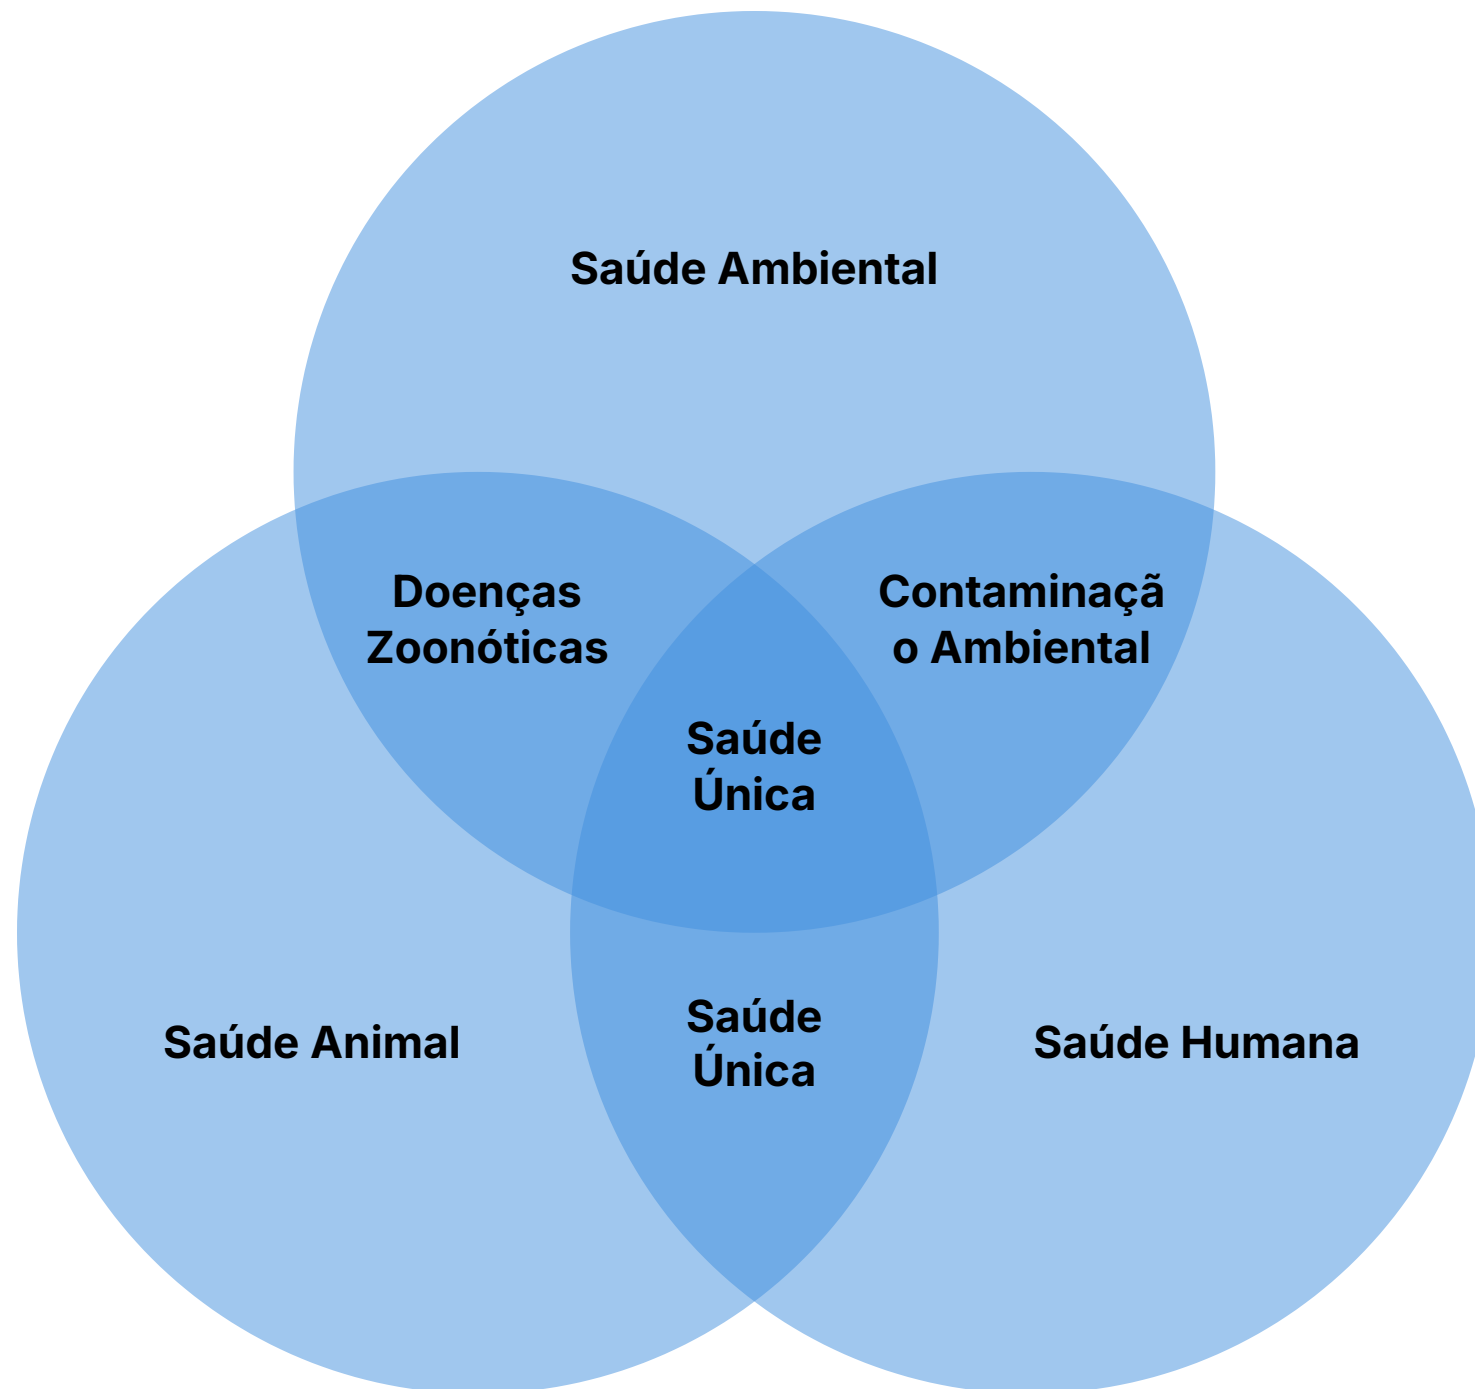 Saúde Ambiental
Doenças
Zoonóticas
Contaminaçã
o Ambiental
Saúde
Única
Saúde Animal
Saúde
Única
Saúde Humana